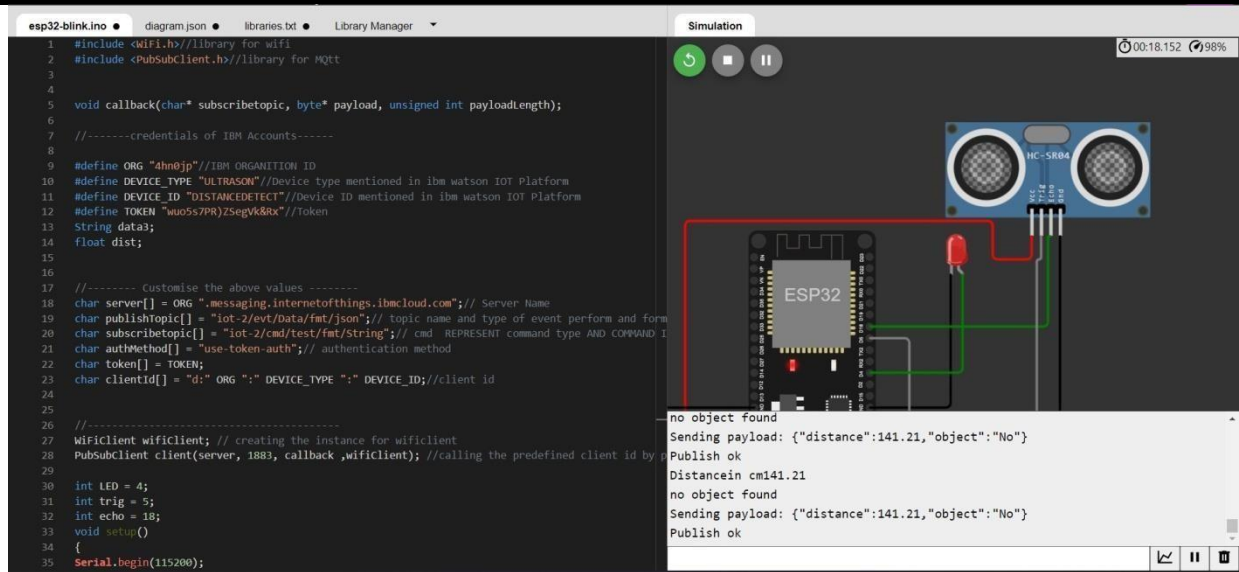 esp32-blink.ino ● diagram.json ● libraries.txt ● Library Manager ▼
1 #include <WiFi.h>//library for wifi
2 #include <PubSubClient.h>//library for MQtt
3
4
5 void callback(char* subscribetopic, byte* payload, unsigned int payloadLength);
6
7 //-------credentials of IBM Accounts------
8
9 #define ORG "4hn0jp"//IBM ORGANITION ID
10 #define DEVICE_TYPE "ULTRASON"//Device type mentioned in ibm watson IOT Platform
11 #define DEVICE_ID "DISTANCEDETECT"//Device ID mentioned in ibm watson IOT Platform
12 #define TOKEN "wuo5s7PR)ZSegVk&Rx"//Token
13 String data3;
14 float dist;
15
16
17 //-------- Customise the above values --------
18 char server[] = ORG ".messaging.internetofthings.ibmcloud.com";// Server Name
19 char publishTopic[] = "iot-2/evt/Data/fmt/json";// topic name and type of event perform and form
20 char subscribetopic[] = "iot-2/cmd/test/fmt/String";// cmd REPRESENT command type AND COMMAND I
21 char authMethod[] = "use-token-auth";// authentication method
22 char token[] = TOKEN;
23 char clientId[] = "d:" ORG ":" DEVICE_TYPE ":" DEVICE_ID;//client id
24
25
26 //-----------------------------------------
27 WiFiClient wifiClient; // creating the instance for wificlient
28 PubSubClient client(server, 1883, callback ,wifiClient); //calling the predefined client id by p
29
30 int LED = 4;
31 int trig = 5;
32 int echo = 18;
33 void setup()
34 {
35 Serial.begin(115200);
Simulation
00:18.152 98%
HC-SR04
Vcc
Trig
Echo
Gnd
ESP32
no object found
Sending payload: {"distance":141.21,"object":"No"}
Publish ok
Distancein cm141.21
no object found
Sending payload: {"distance":141.21,"object":"No"}
Publish ok